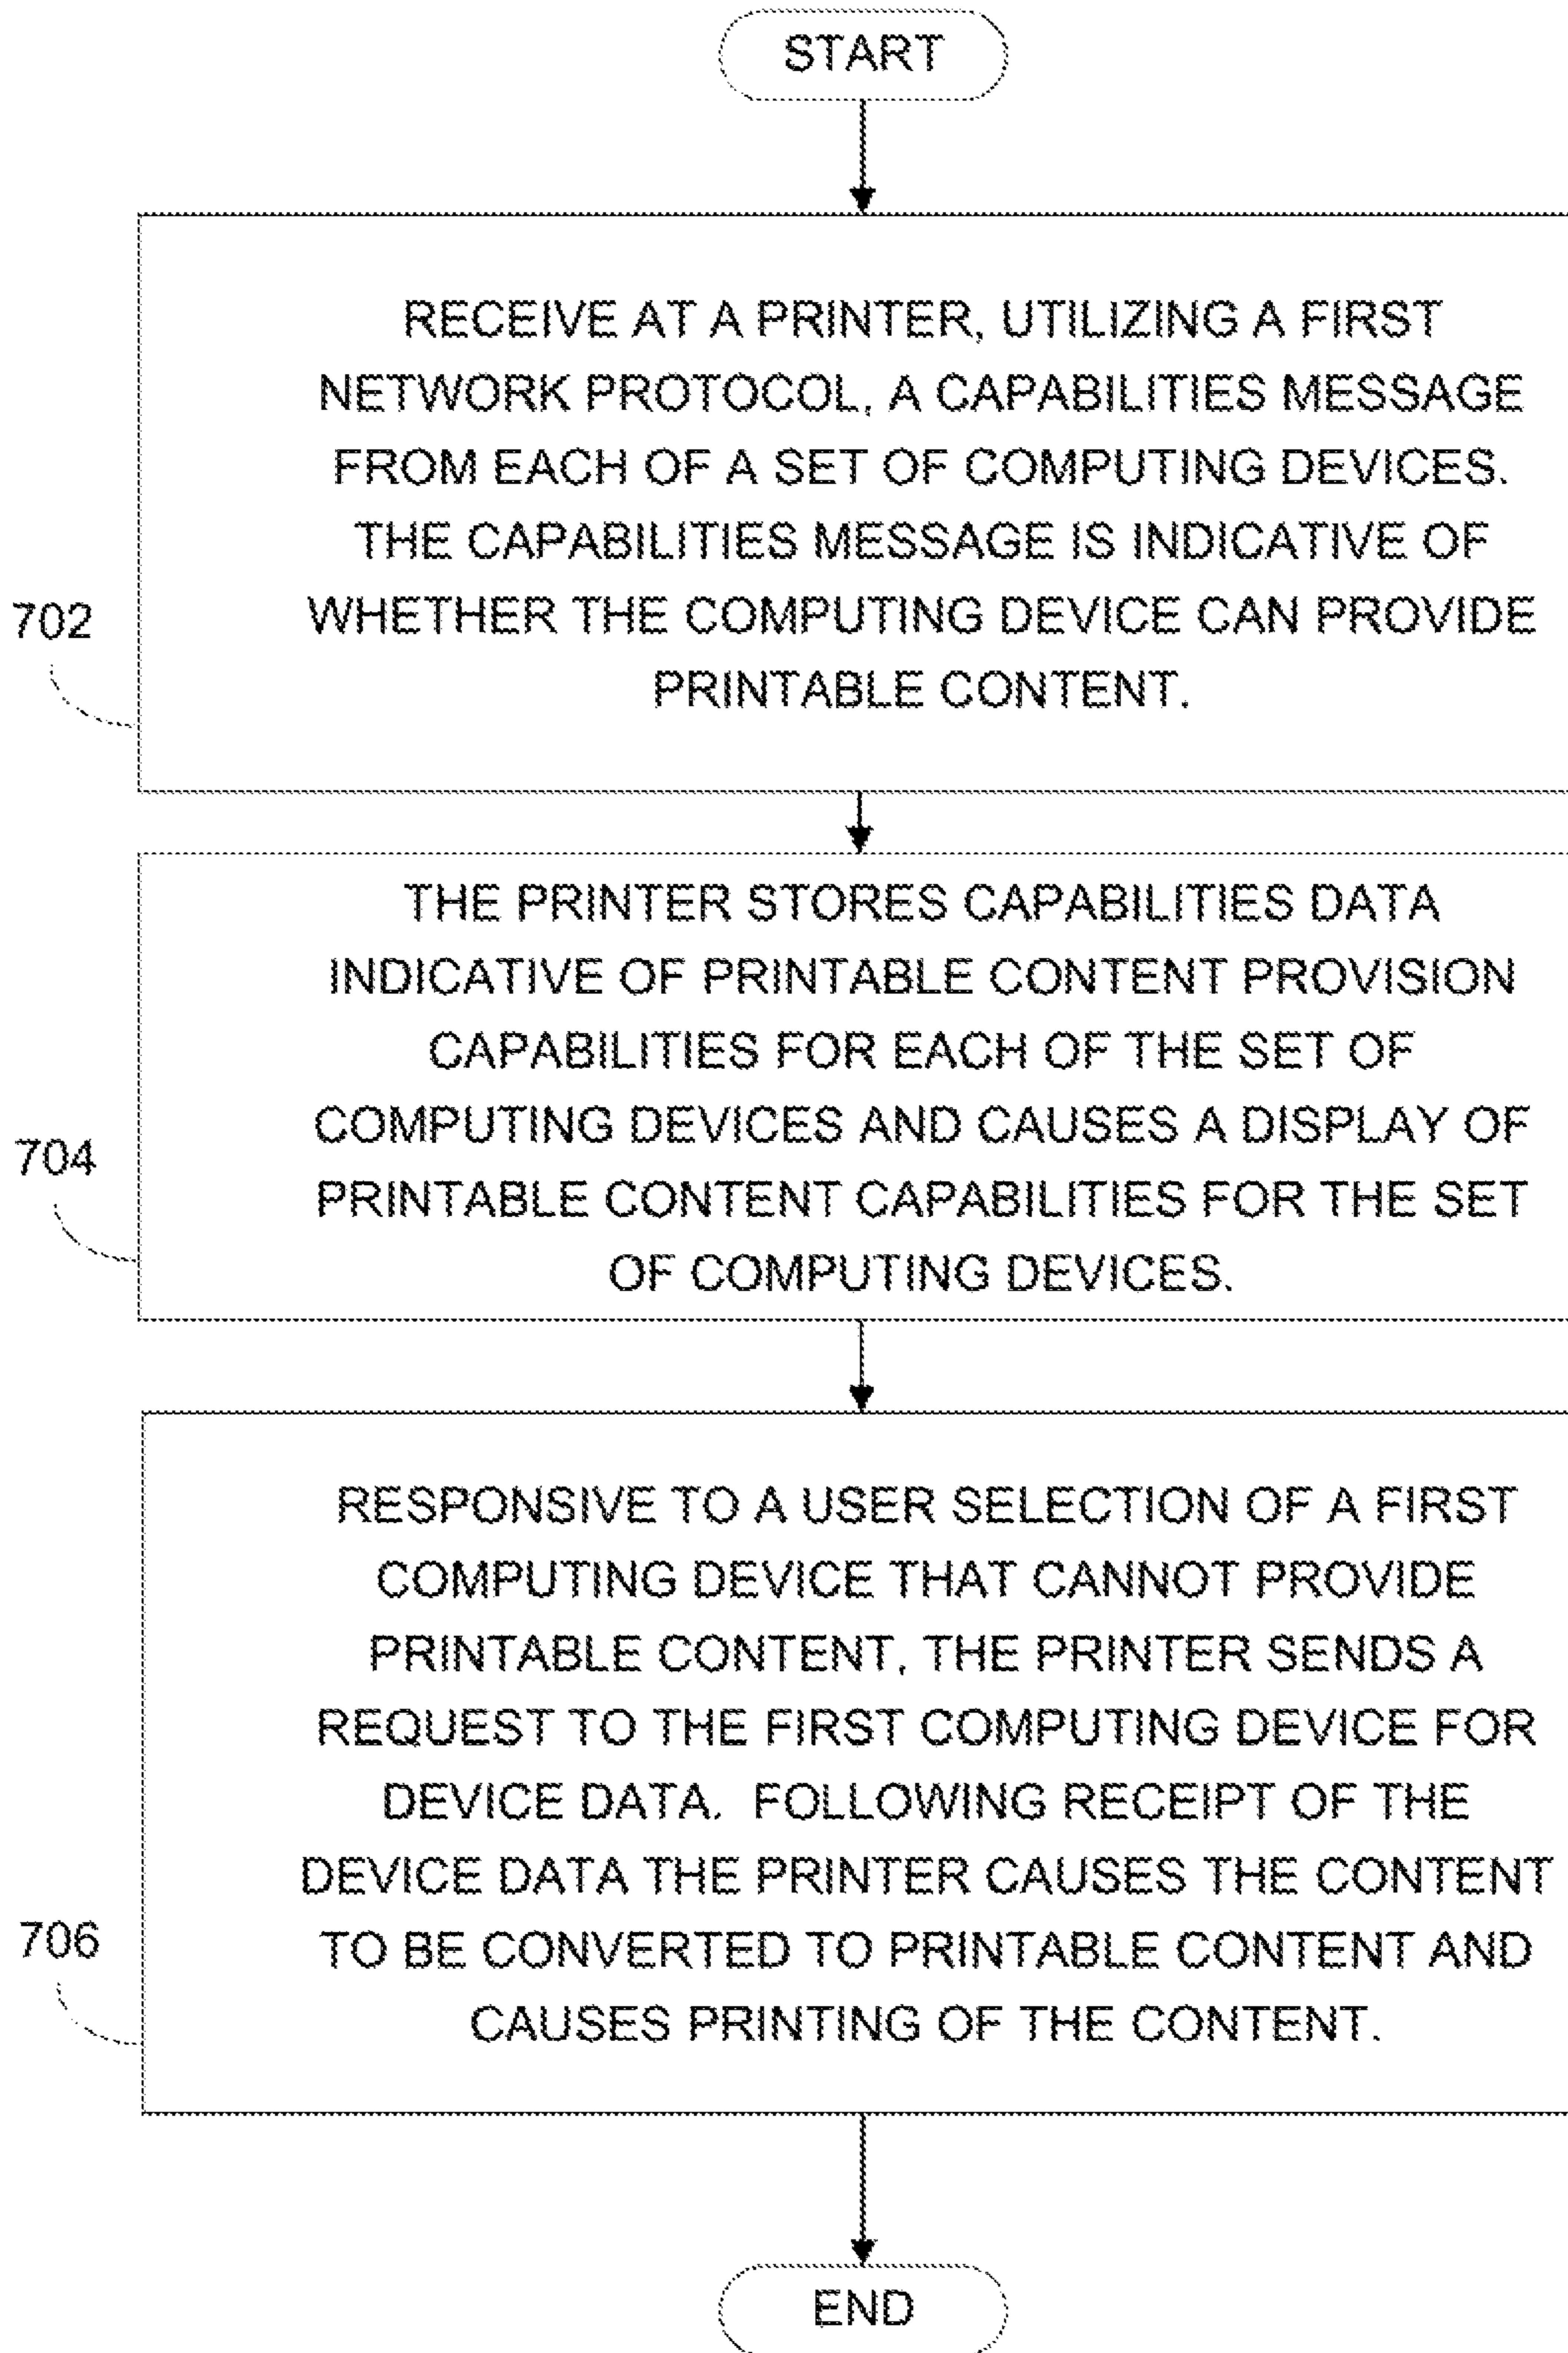 START
RECEIVE AT A PRINTER, UTILIZING A FIRST
NETWORK PROTOCOL, A CAPABILITIES MESSAGE
FROM EACH OF A SET OF COMPUTING DEVICES.
THE CAPABILITIES MESSAGE IS INDICATIVE OF
WHETHER THE COMPUTING DEVICE CAN PROVIDE
PRINTABLE CONTENT.
702
THE PRINTER STORES CAPABILITIES DATA
INDICATIVE OF PRINTABLE CONTENT PROVISION
CAPABILITIES FOR EACH OF THE SET OF
COMPUTING DEVICES AND CAUSES A DISPLAY OF
PRINTABLE CONTENT CAPABILITIES FOR THE SET
OF COMPUTING DEVICES.
704
RESPONSIVE TO A USER SELECTION OF A FIRST
COMPUTING DEVICE THAT CANNOT PROVIDE
PRINTABLE CONTENT, THE PRINTER SENDS A
REQUEST TO THE FIRST COMPUTING DEVICE FOR
DEVICE DATA. FOLLOWING RECEIPT OF THE
DEVICE DATA THE PRINTER CAUSES THE CONTENT
TO BE CONVERTED TO PRINTABLE CONTENT AND
CAUSES PRINTING OF THE CONTENT.
706
END